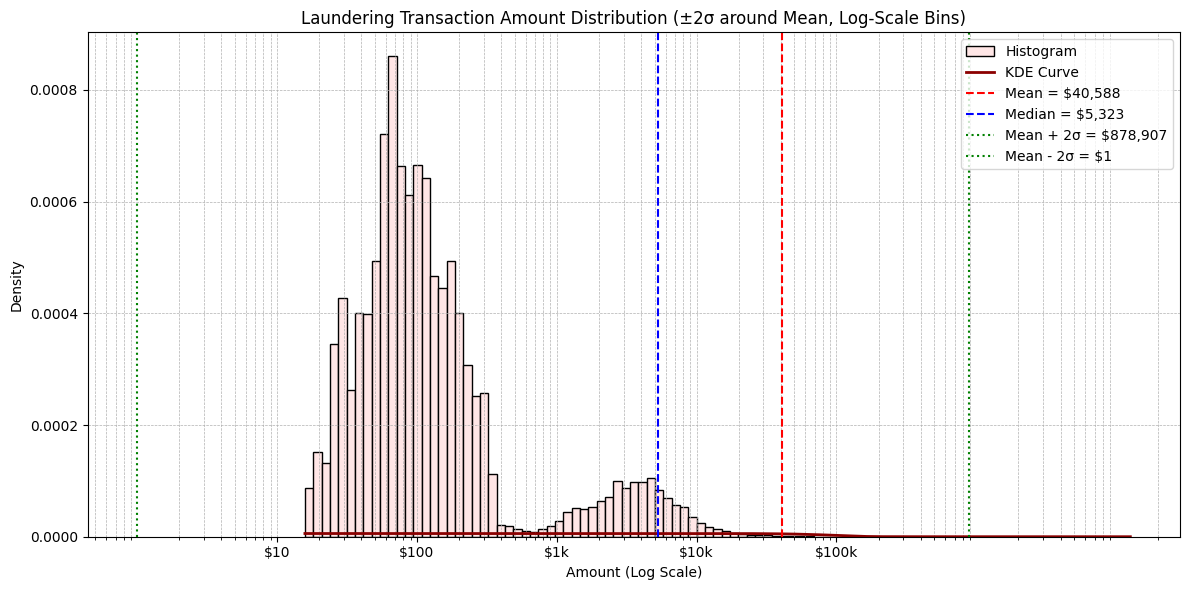 Laundering Transaction Amount Distribution (±2σ around Mean, Log-Scale Bins)
Histogram
KDE Curve
Mean = $40,588
Median = $5,323
Mean + 2σ = $878,907
Mean - 2σ = $1
Density
0.0008
0.0006
0.0004
0.0002
0.0000
$10 $100 $1k $10k $100k
Amount (Log Scale)